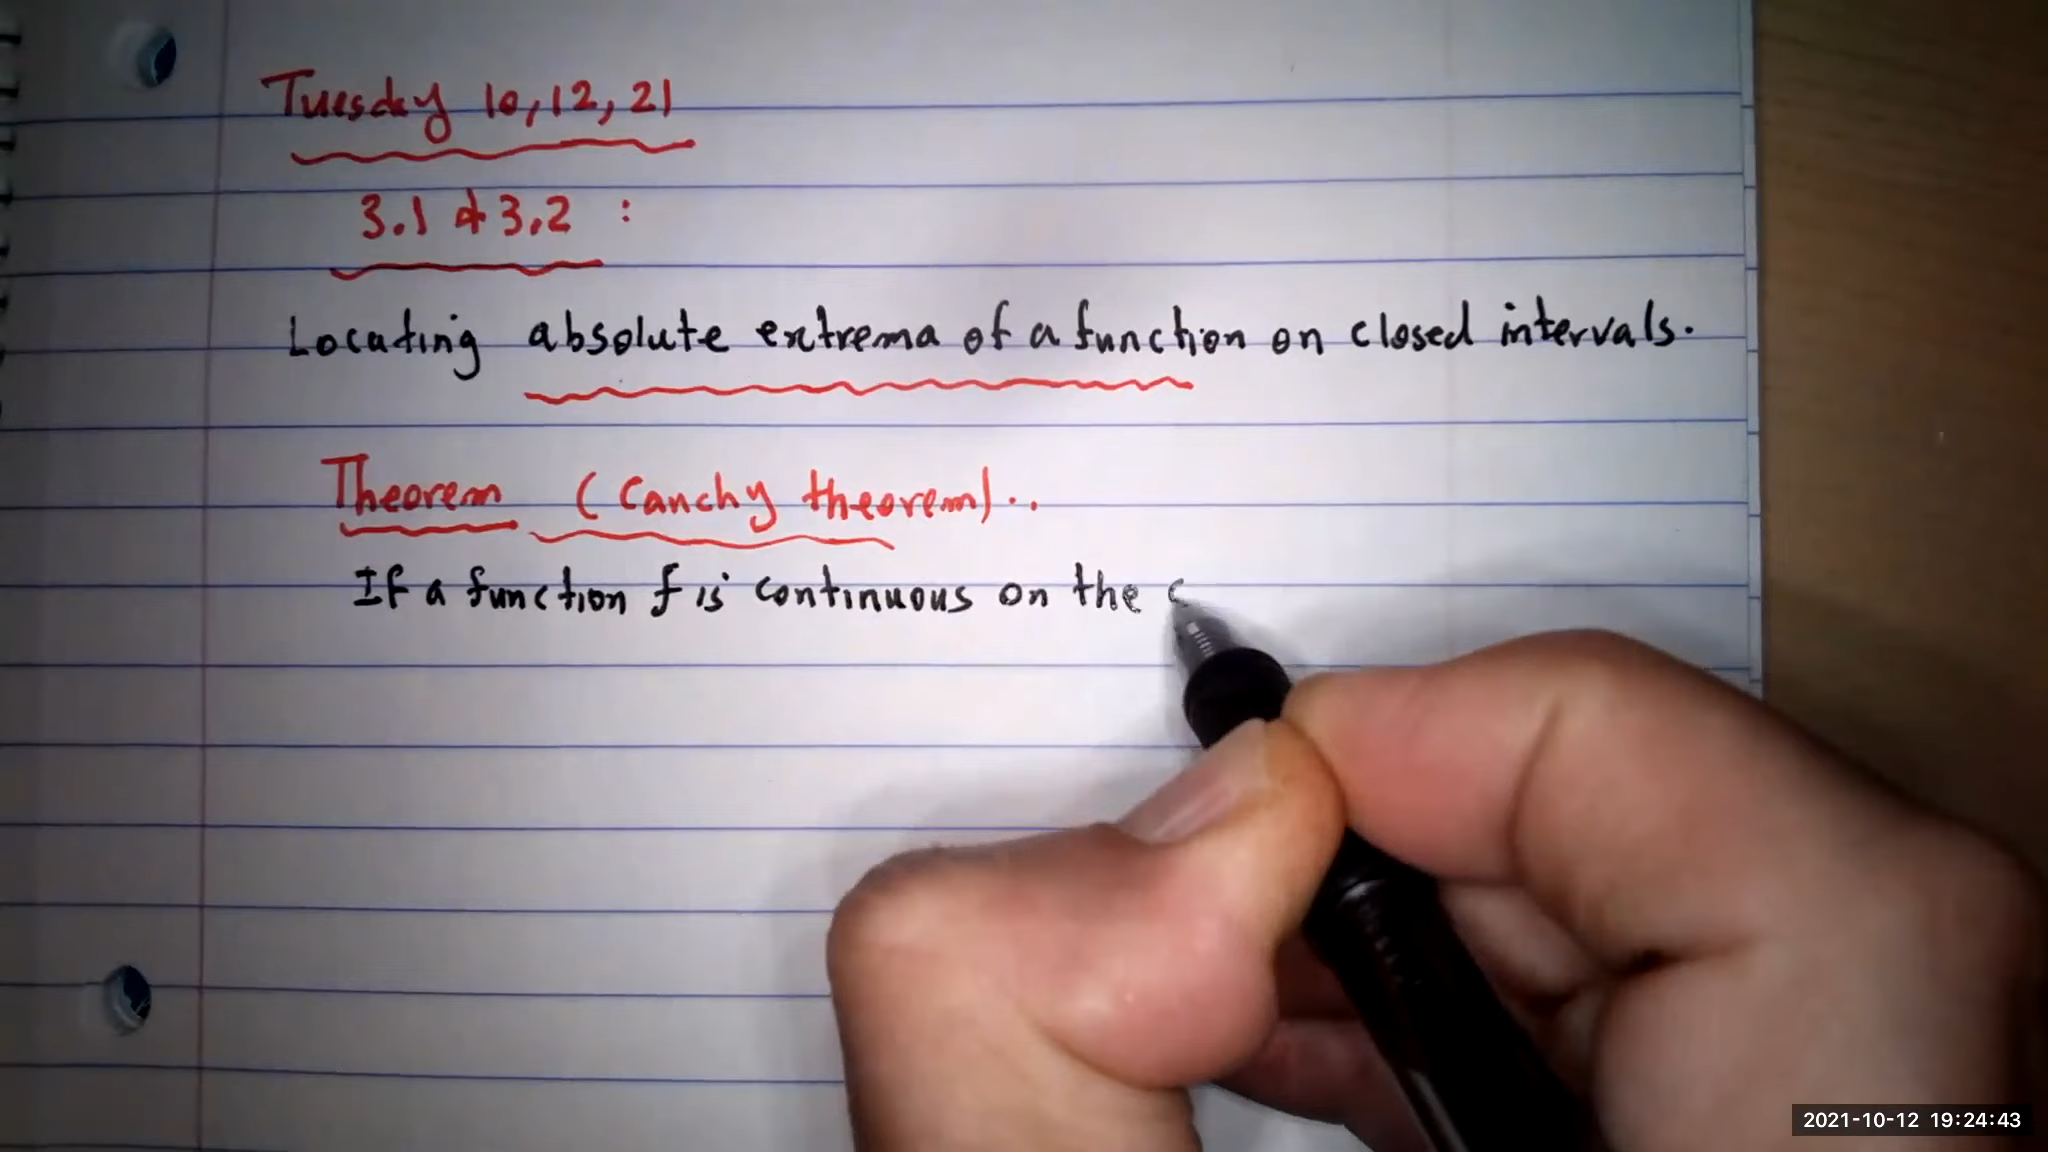 Tuesday 10,12,21
3.1 & 3.2 :
Locating absolute extrema of a function on closed intervals.
Theorem (Cauchy theorem)..
If a function f is continuous on the c
2021-10-12 19:24:43